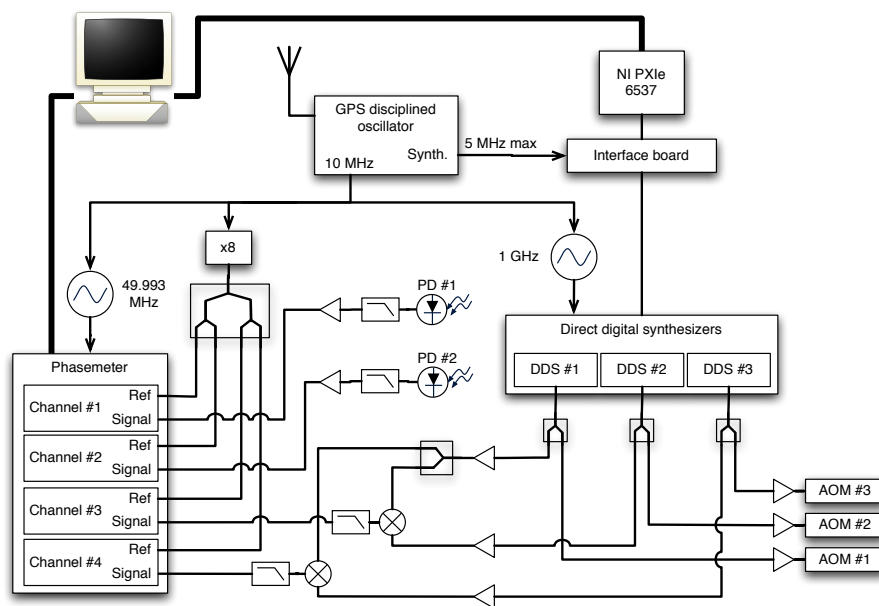 NI PXIe
6537
GPS disciplined
oscillator
Synth.
10 MHz
5 MHz max
Interface board
x8
1 GHz
49.993
MHz
PD #1
PD #2
Direct digital synthesizers
DDS #1
DDS #2
DDS #3
Phasemeter
Channel #1
Ref
Signal
Channel #2
Ref
Signal
Channel #3
Ref
Signal
Channel #4
Ref
Signal
AOM #3
AOM #2
AOM #1